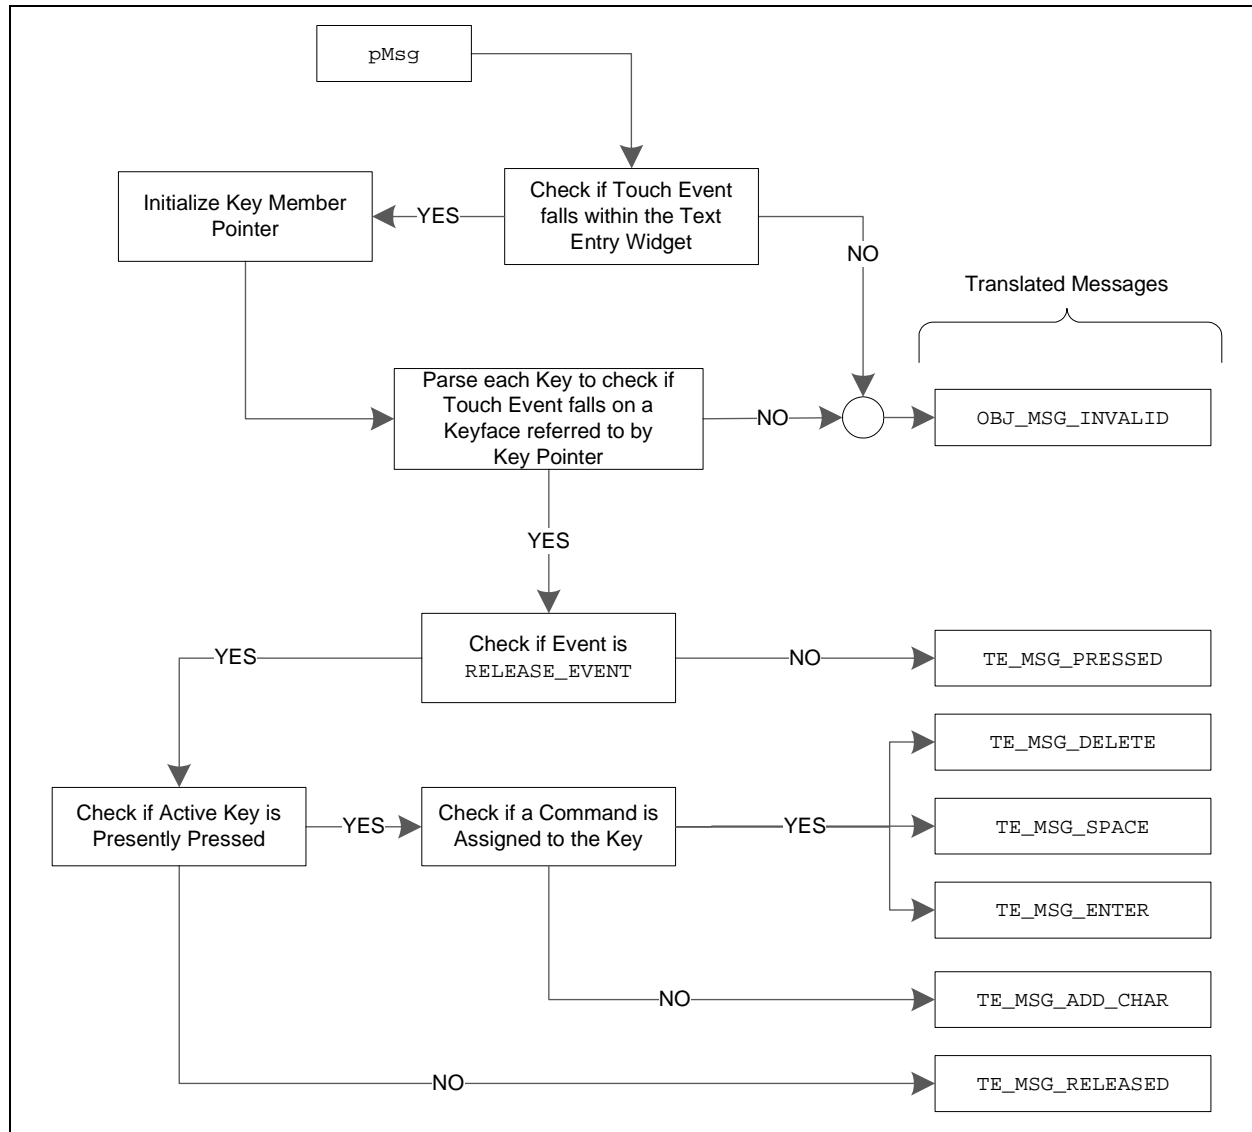 pMsg
Check if Touch Event
falls within the Text
Entry Widget
YES
Initialize Key Member
Pointer
NO
Translated Messages
Parse each Key to check if
Touch Event falls on a
Keyface referred to by
Key Pointer
NO
OBJ_MSG_INVALID
YES
Check if Event is
RELEASE_EVENT
YES
NO
TE_MSG_PRESSED
TE_MSG_DELETE
Check if Active Key is
Presently Pressed
YES
Check if a Command is
Assigned to the Key
YES
TE_MSG_SPACE
TE_MSG_ENTER
NO
TE_MSG_ADD_CHAR
NO
TE_MSG_RELEASED